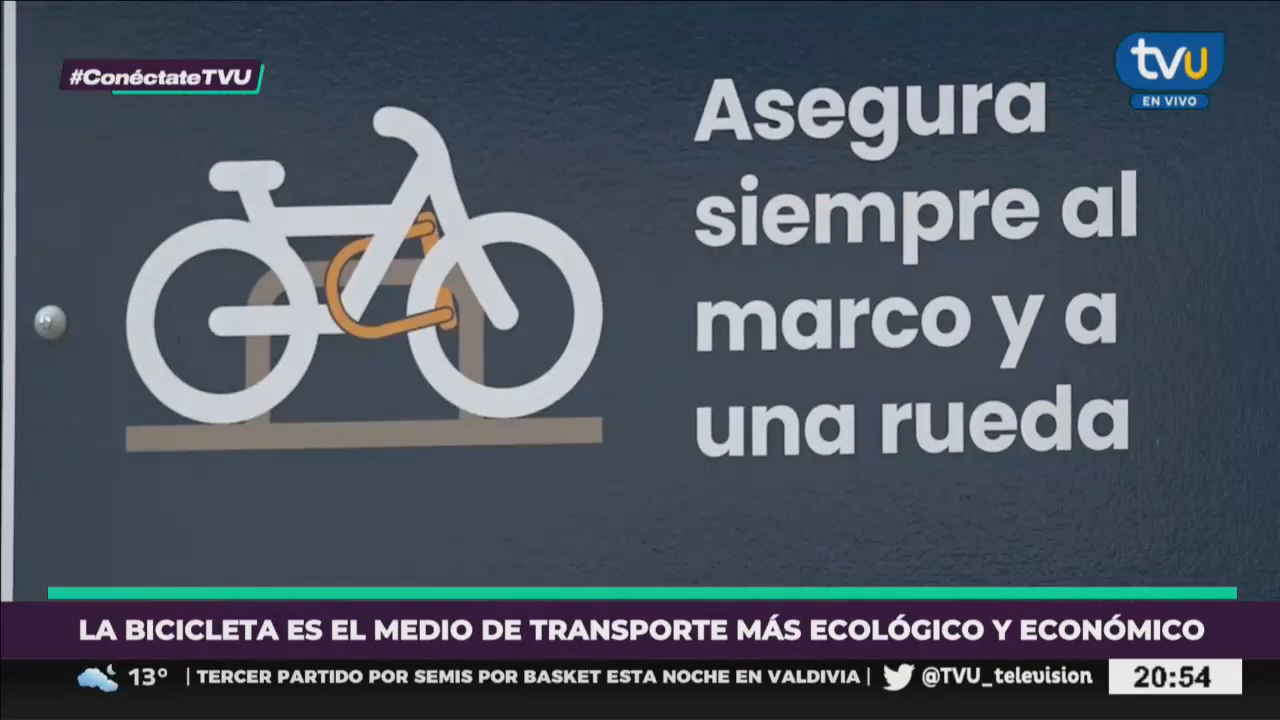 #ConéctateTVU
tvu
EN VIVO
Asegura
siempre al
marco y a
una rueda
LA BICICLETA ES EL MEDIO DE TRANSPORTE MÁS ECOLÓGICO Y ECONÓMICO
13° | TERCER PARTIDO POR SEMIS POR BASKET ESTA NOCHE EN VALDIVIA | @TVU_television 20:54